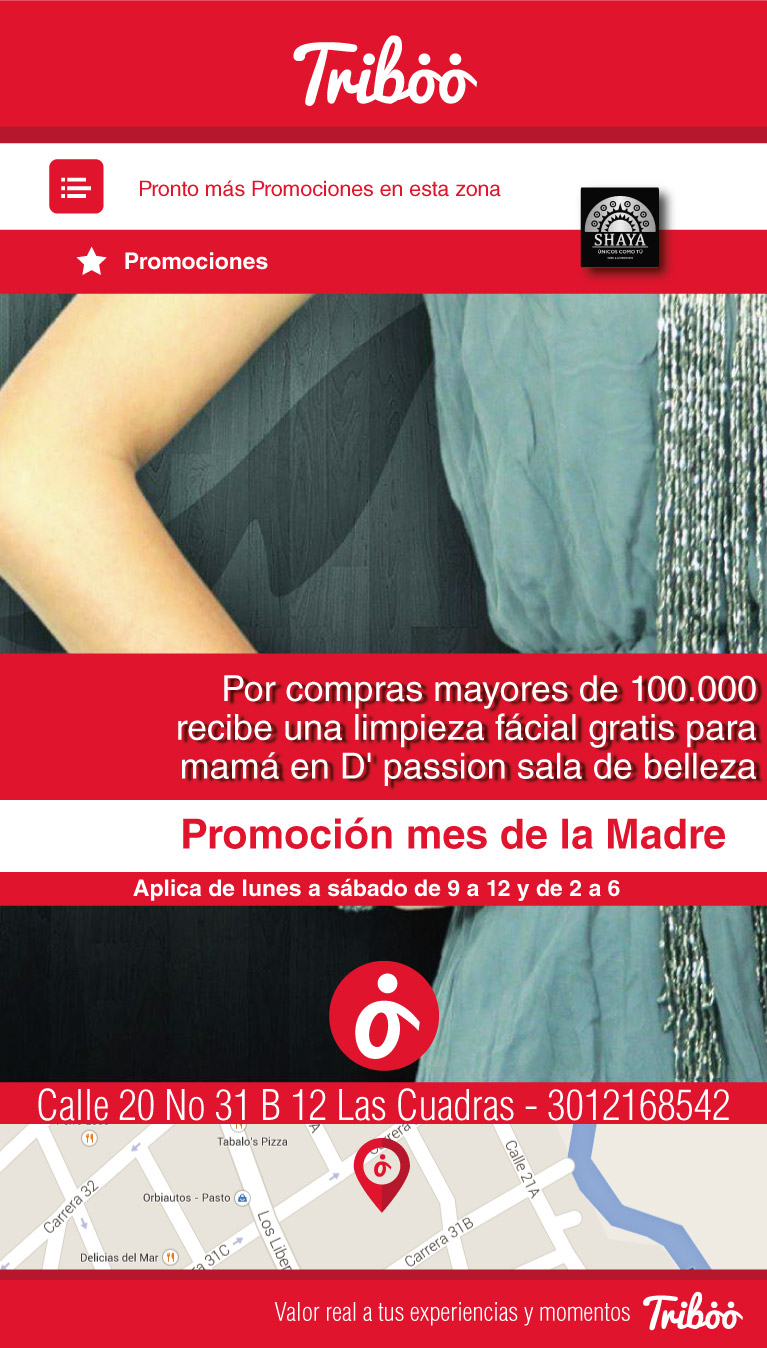 Triböö
Pronto más Promociones en esta zona
SHAYA
ÚNICOS COMO TÚ
Promociones
Por compras mayores de 100.000
recibe una limpieza fácial gratis para
mamá en D' passion sala de belleza
Promoción mes de la Madre
Aplica de lunes a sábado de 9 a 12 y de 2 a 6
Calle 20 No 31 B 12 Las Cuadras - 3012168542
Tabalo's Pizza
Carrera
Calle 21A
Carrera 32
Orbiautos - Pasto
Los Liber
Carrera 31B
Delicias del Mar
31C
Valor real a tus experiencias y momentos Triböö